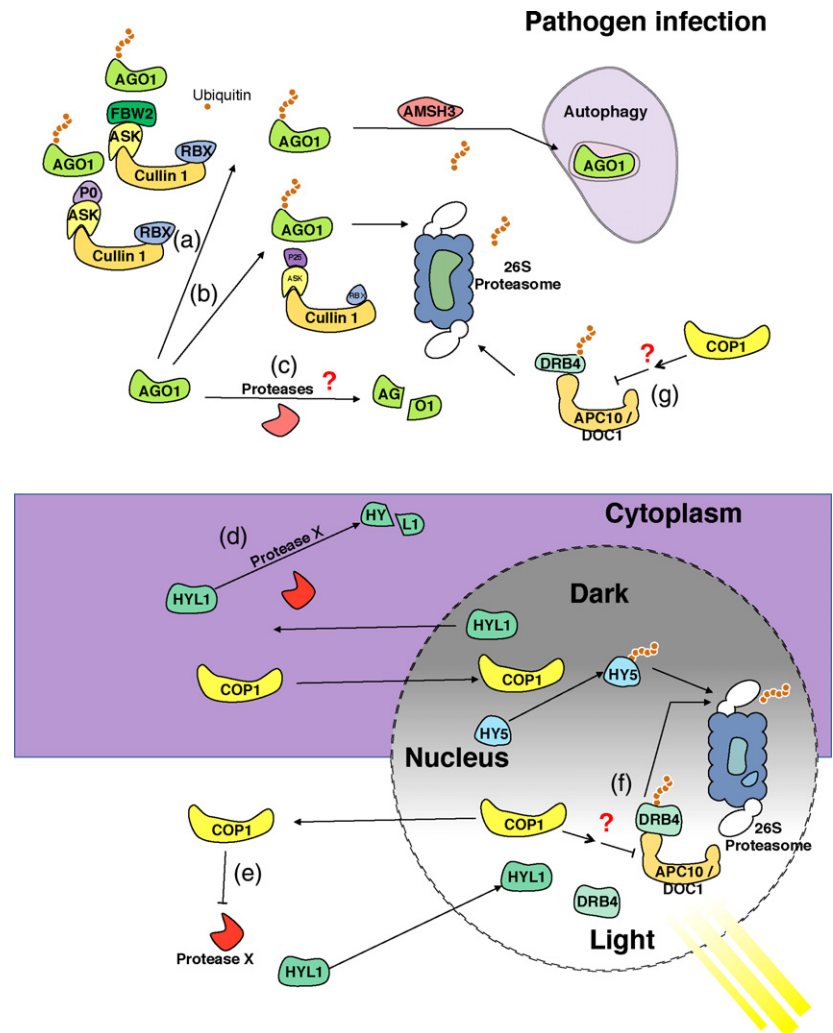 Pathogen infection
AGO1
Ubiquitin
FBW2
ASK
RBX
Cullin 1
AGO1
P0
ASK
RBX
Cullin 1
(a)
(b)
AGO1
AMSH3
Autophagy
AGO1
AGO1
P25
ASK
RBX
Cullin 1
26S
Proteasome
AGO1
(c)
Proteases
?
AG
O1
DRB4
APC10 /
DOC1
?
COP1
(g)
Cytoplasm
(d)
Protease X
HY
L1
HYL1
Dark
HYL1
COP1
COP1
HY5
HY5
Nucleus
(f)
COP1
COP1
?
DRB4
26S
Proteasome
APC10 /
DOC1
(e)
HYL1
DRB4
Light
Protease X
HYL1